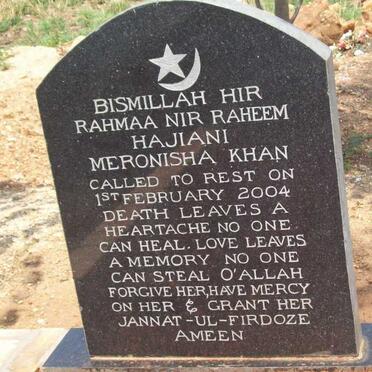 BISMILLAH HIR
RAHMAA NIR RAHEEM
HAJIANI
MERONISHA KHAN
CALLED TO REST ON
1ST FEBRUARY 2004
DEATH LEAVES A
HEARTACHE NO ONE
CAN HEAL. LOVE LEAVES
A MEMORY NO ONE
CAN STEAL O'ALLAH
FORGIVE HER, HAVE MERCY
ON HER & GRANT HER
JANNAT-UL-FIRDOZE
AMEEN